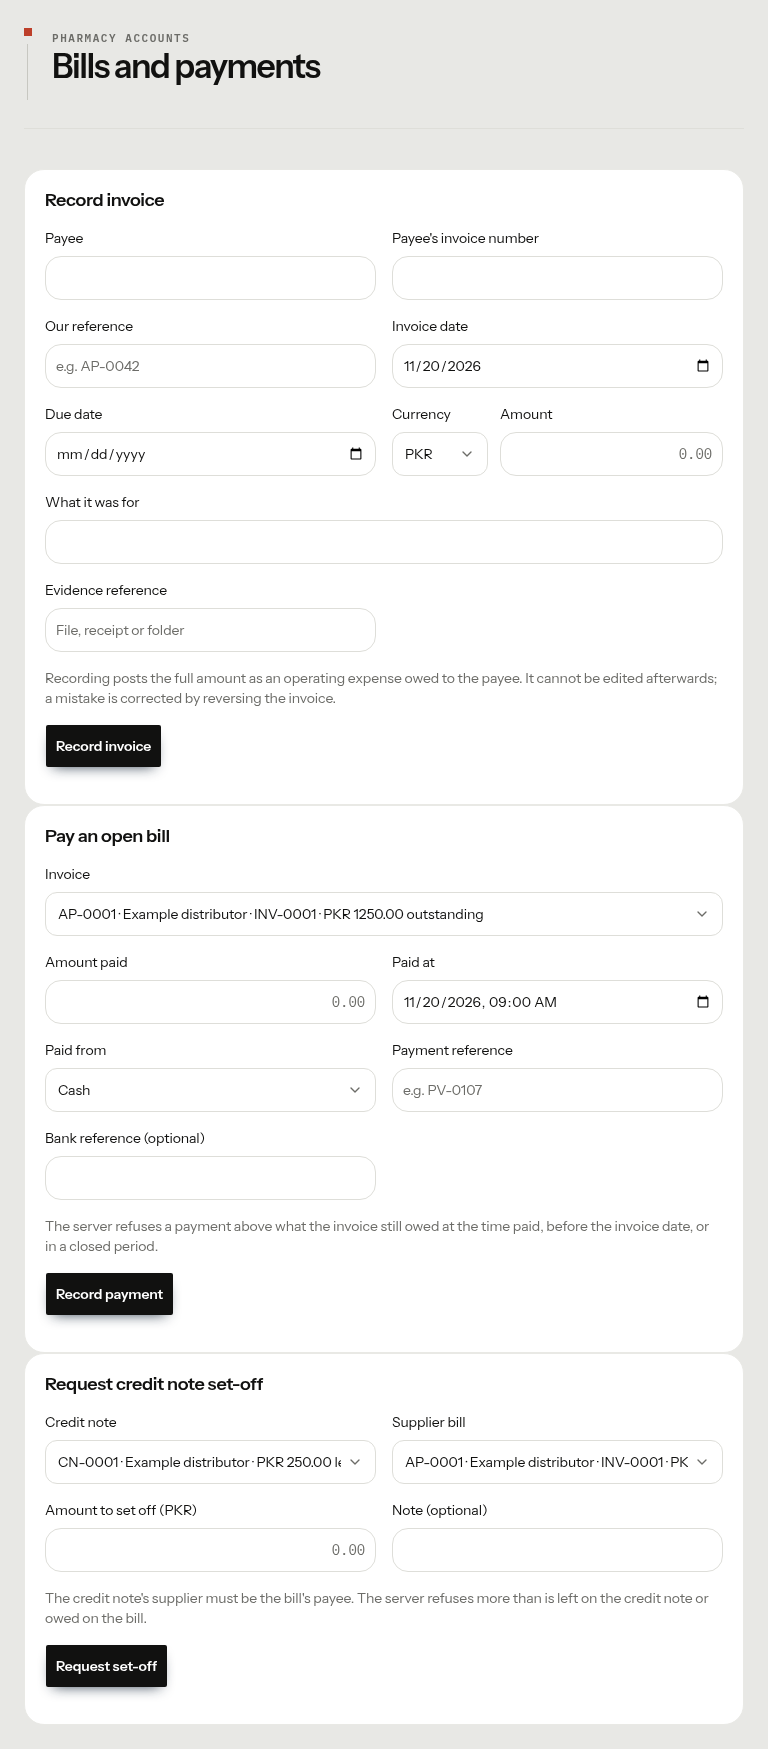 PHARMACY ACCOUNTS
Bills and payments
Record invoice
Payee
Payee's invoice number
Our reference
Invoice date
e.g. AP-0042
11/20/2026
Due date
Currency
Amount
mm/dd/yyyy
PKR
0.00
What it was for
Evidence reference
File, receipt or folder
Recording posts the full amount as an operating expense owed to the payee. It cannot be edited afterwards;
a mistake is corrected by reversing the invoice.
Record invoice
Pay an open bill
Invoice
AP-0001 · Example distributor · INV-0001 · PKR 1250.00 outstanding
Amount paid
Paid at
0.00
11/20/2026, 09:00 AM
Paid from
Payment reference
Cash
e.g. PV-0107
Bank reference (optional)
The server refuses a payment above what the invoice still owed at the time paid, before the invoice date, or
in a closed period.
Record payment
Request credit note set-off
Credit note
Supplier bill
CN-0001 · Example distributor · PKR 250.00
AP-0001 · Example distributor · INV-0001 · PK
Amount to set off (PKR)
Note (optional)
0.00
The credit note's supplier must be the bill's payee. The server refuses more than is left on the credit note or
owed on the bill.
Request set-off